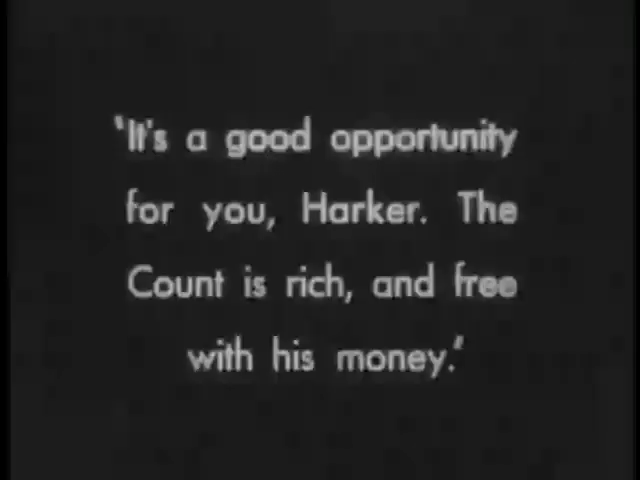 ‘It's a good opportunity
for you, Harker. The
Count is rich, and free
with his money.’